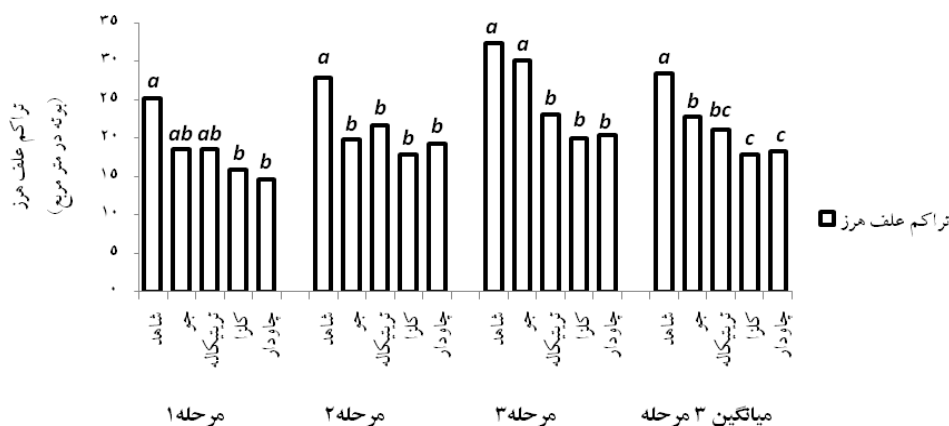 تراکم علف هرز
(بوته در متر مربع)
۳۵
۳۰
۲۵
۲۰
۱۵
۱۰
۵
۰
a ab ab b b
a b b b b
a a b b b
a b bc c c
شاهد جو تریتیکاله کلزا چاودار
شاهد جو تریتیکاله کلزا چاودار
شاهد جو تریتیکاله کلزا چاودار
شاهد جو تریتیکاله کلزا چاودار
مرحله۱ مرحله۲ مرحله۳ میانگین ۳ مرحله
تراکم علف هرز